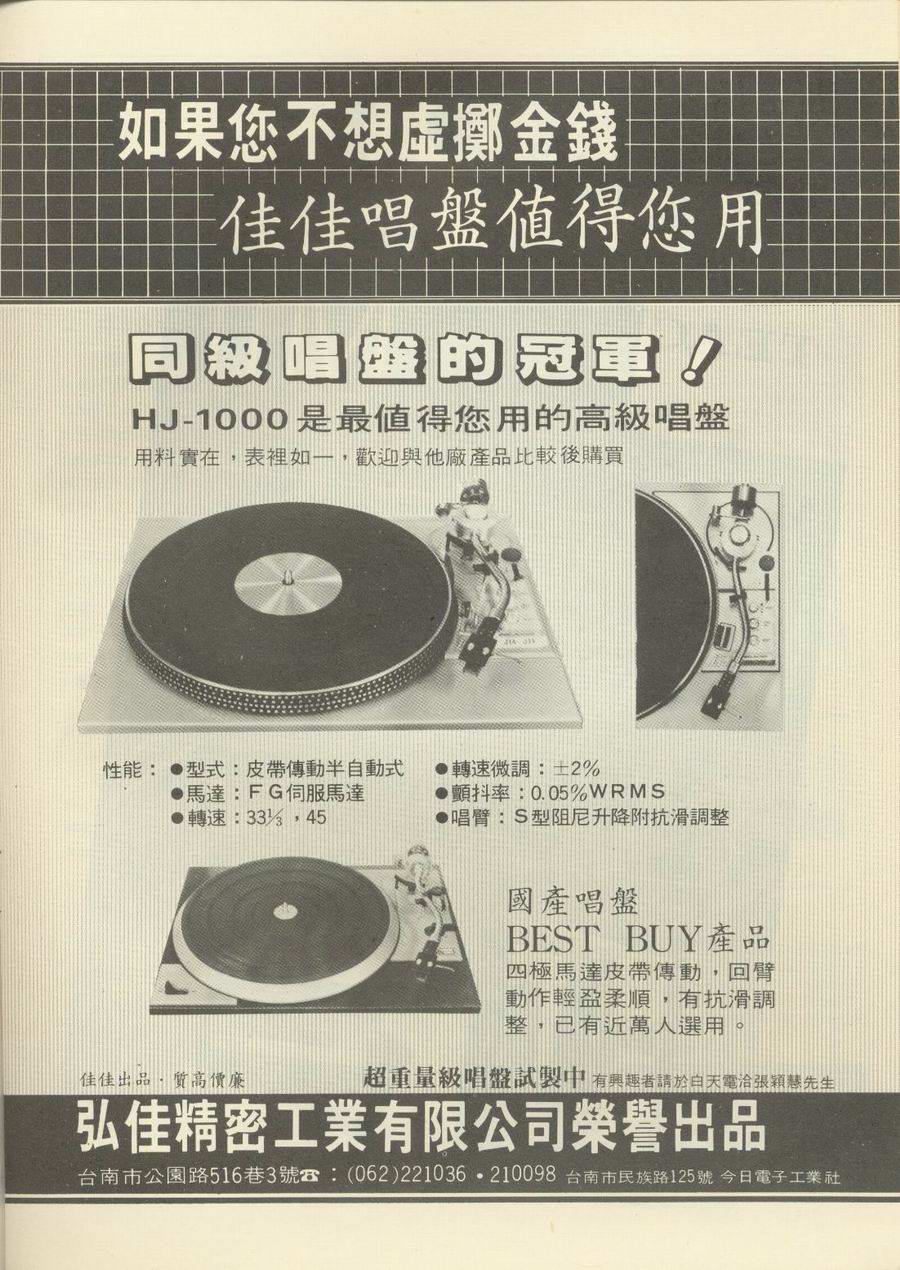 如果您不想虛擲金錢
佳佳唱盤值得您用
同級唱盤的冠軍！
HJ-1000是最值得您用的高級唱盤
用料實在，表裡如一，歡迎與他廠產品比較後購買
JIA JIA
性能：●型式：皮帶傳動半自動式
●馬達：FG伺服馬達
●轉速：33⅓，45
●轉速微調：±2%
●顫抖率：0.05%WRMS
●唱臂：S型阻尼升降附抗滑調整
國產唱盤
BEST BUY產品
四極馬達皮帶傳動，回臂
動作輕盈柔順，有抗滑調
整，已有近萬人選用。
佳佳出品·質高價廉
超重量級唱盤試製中 有興趣者請於白天電洽張穎慧先生
弘佳精密工業有限公司榮譽出品
台南市公園路516巷3號☎：(062)221036•210098 台南市民族路125號 今日電子工業社